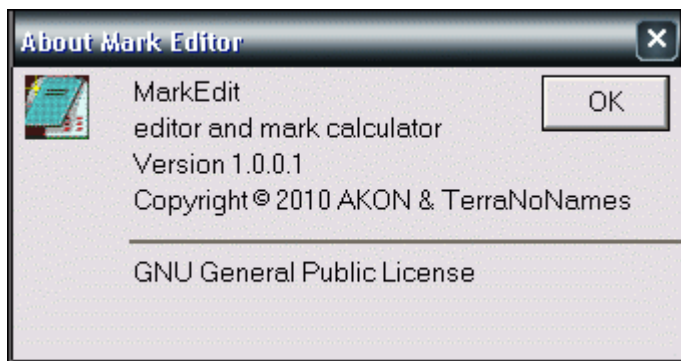 About Mark Editor
MarkEdit
OK
editor and mark calculator
Version 1.0.0.1
Copyright © 2010 AKON & TerraNoNames
GNU General Public License